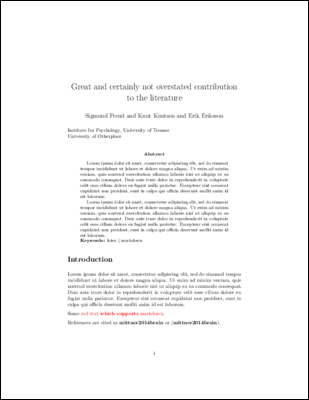 Great and certainly not overstated contribution
to the literature
Sigmund Freud and Knut Knutsen and Erik Erikson
Institute for Psychology, University of Tromsø
University of Otherplace
Abstract
Lorem ipsum dolor sit amet, consectetur adipiscing elit, sed do eiusmod
tempor incididunt ut labore et dolore magna aliqua. Ut enim ad minim
veniam, quis nostrud exercitation ullamco laboris nisi ut aliquip ex ea
commodo consequat. Duis aute irure dolor in reprehenderit in voluptate
velit esse cillum dolore eu fugiat nulla pariatur. Excepteur sint occaecat
cupidatat non proident, sunt in culpa qui officia deserunt mollit anim id
est laborum.
Lorem ipsum dolor sit amet, consectetur adipiscing elit, sed do eiusmod
tempor incididunt ut labore et dolore magna aliqua. Ut enim ad minim
veniam, quis nostrud exercitation ullamco laboris nisi ut aliquip ex ea
commodo consequat. Duis aute irure dolor in reprehenderit in voluptate
velit esse cillum dolore eu fugiat nulla pariatur. Excepteur sint occaecat
cupidatat non proident, sunt in culpa qui officia deserunt mollit anim id
est laborum.
Keywords: latex | markdown
Introduction
Lorem ipsum dolor sit amet, consectetur adipiscing elit, sed do eiusmod tempor
incididunt ut labore et dolore magna aliqua. Ut enim ad minim veniam, quis
nostrud exercitation ullamco laboris nisi ut aliquip ex ea commodo consequat.
Duis aute irure dolor in reprehenderit in voluptate velit esse cillum dolore eu
fugiat nulla pariatur. Excepteur sint occaecat cupidatat non proident, sunt in
culpa qui officia deserunt mollit anim id est laborum.
Some red text which supports markdown.
References are cited as mittner2014brain or (mittner2014brain).
1